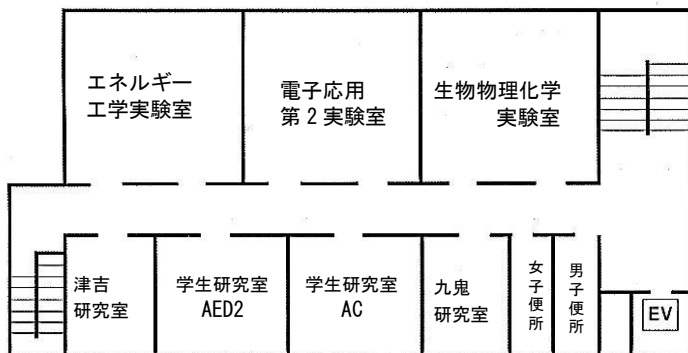 エネルギー
工学実験室
電子応用
第2実験室
生物物理化学
実験室
津吉
研究室
学生研究室
AED2
学生研究室
AC
九鬼
研究室
女子便所
男子便所
EV